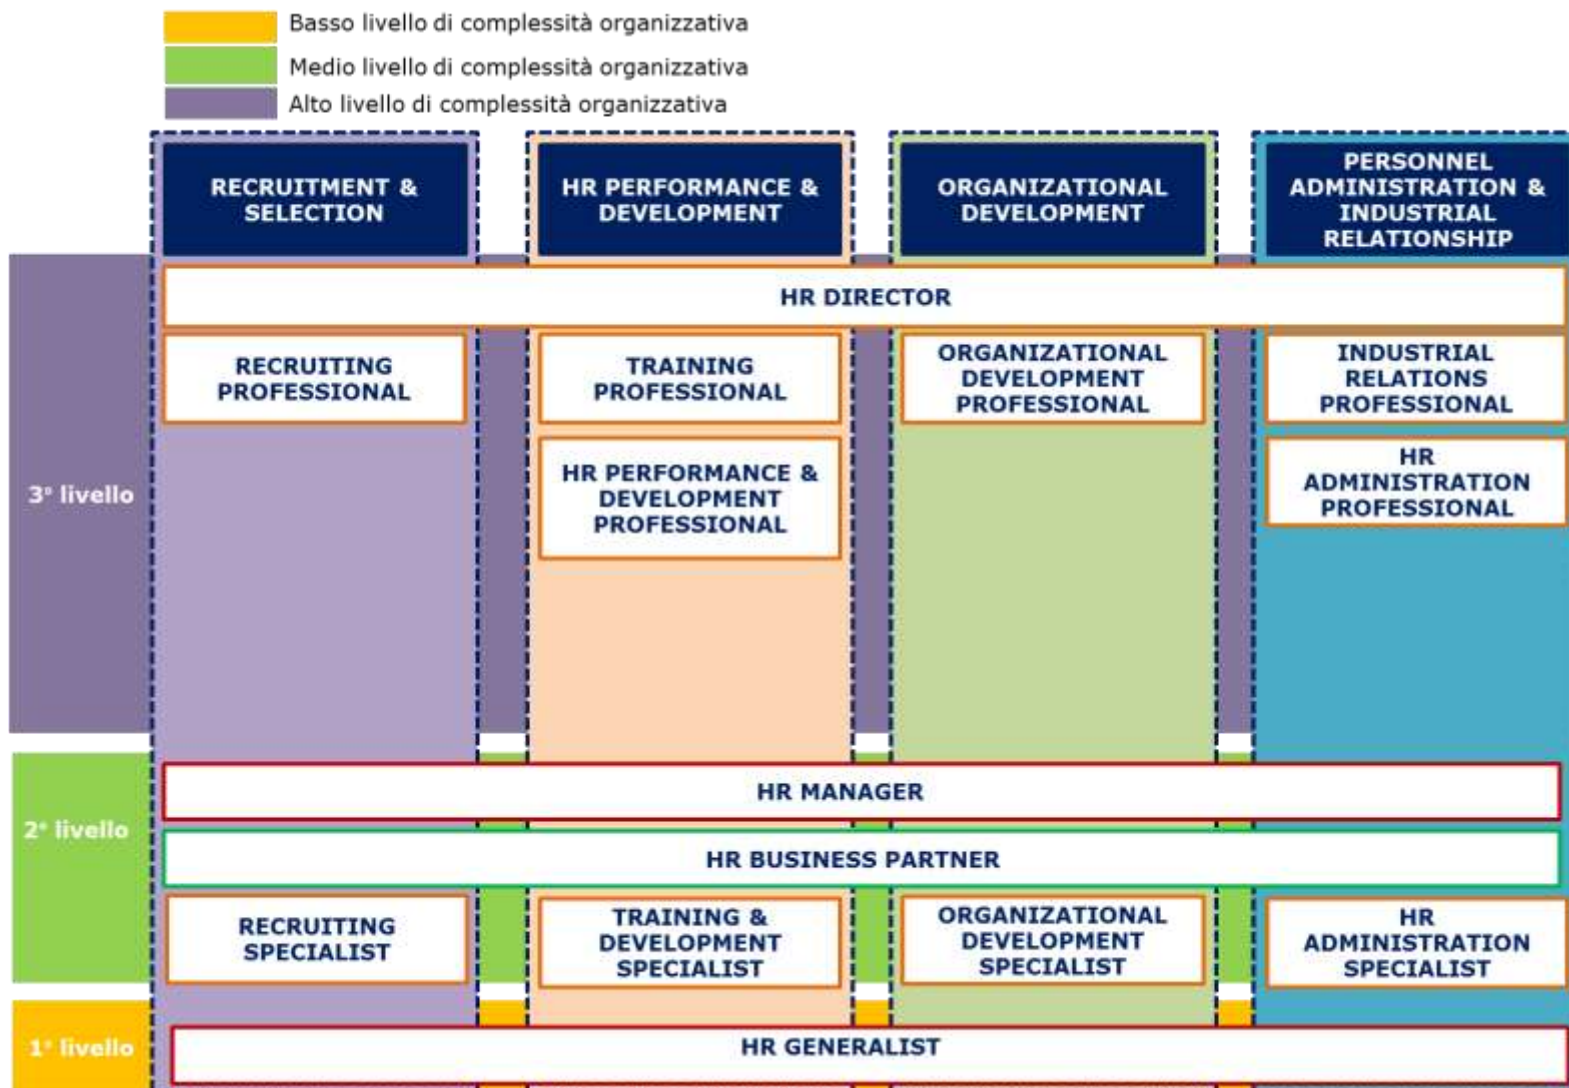 Basso livello di complessità organizzativa
Medio livello di complessità organizzativa
Alto livello di complessità organizzativa
RECRUITMENT &
SELECTION
HR PERFORMANCE &
DEVELOPMENT
ORGANIZATIONAL
DEVELOPMENT
PERSONNEL
ADMINISTRATION &
INDUSTRIAL
RELATIONSHIP
3° livello
HR DIRECTOR
RECRUITING
PROFESSIONAL
TRAINING
PROFESSIONAL
ORGANIZATIONAL
DEVELOPMENT
PROFESSIONAL
INDUSTRIAL
RELATIONS
PROFESSIONAL
HR PERFORMANCE &
DEVELOPMENT
PROFESSIONAL
HR
ADMINISTRATION
PROFESSIONAL
2° livello
HR MANAGER
HR BUSINESS PARTNER
RECRUITING
SPECIALIST
TRAINING &
DEVELOPMENT
SPECIALIST
ORGANIZATIONAL
DEVELOPMENT
SPECIALIST
HR
ADMINISTRATION
SPECIALIST
1° livello
HR GENERALIST